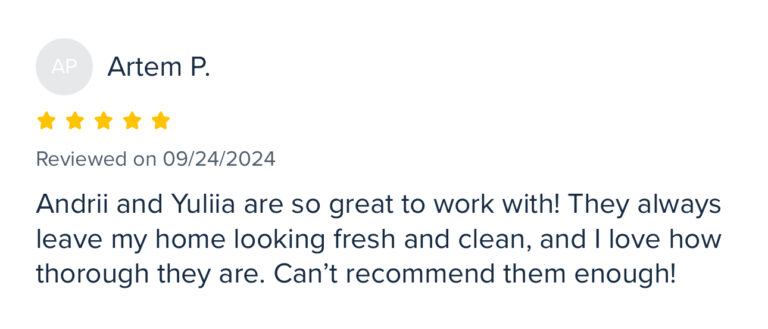 AP
Artem P.
Reviewed on 09/24/2024
Andrii and Yuliia are so great to work with! They always
leave my home looking fresh and clean, and I love how
thorough they are. Can’t recommend them enough!